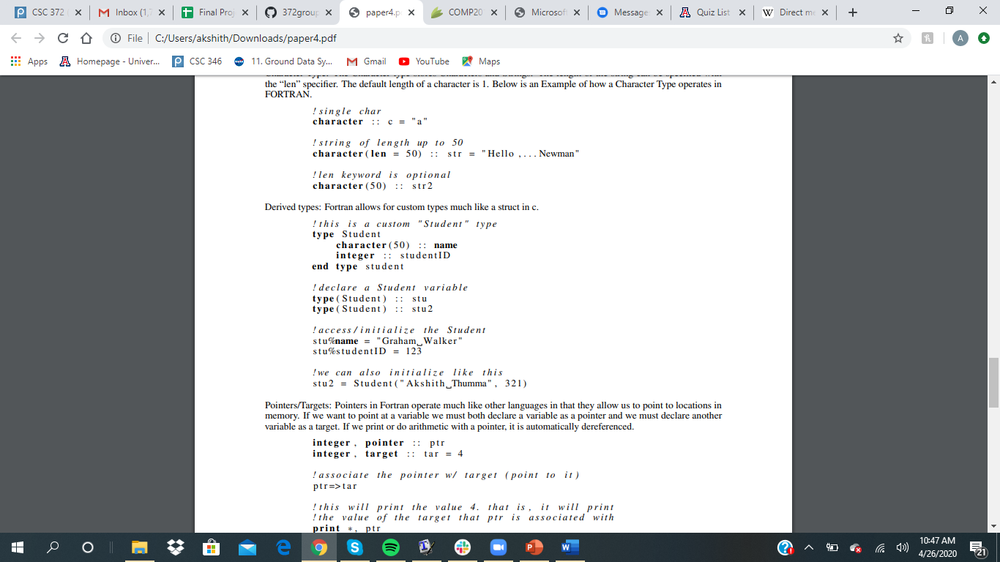 CSC 372
Inbox (1,
Final Proj
372group
paper4.p
COMP20
Microsof
Message
Quiz List
Direct me
File
C:/Users/akshith/Downloads/paper4.pdf
A
Apps
Homepage - Univer...
CSC 346
11. Ground Data Sy...
Gmail
YouTube
Maps
the “len” specifier. The default length of a character is 1. Below is an Example of how a Character Type operates in
FORTRAN.
!single char
character :: c = "a"
!string of length up to 50
character(len = 50) :: str = "Hello ,... Newman"
!len keyword is optional
character(50) :: str2
Derived types: Fortran allows for custom types much like a struct in c.
!this is a custom "Student" type
type Student
character(50) :: name
integer :: studentID
end type student
!declare a Student variable
type(Student) :: stu
type(Student) :: stu2
!access/initialize the Student
stu%name = "Graham␣Walker"
stu%studentID = 123
!we can also initialize like this
stu2 = Student("Akshith␣Thumma", 321)
Pointers/Targets: Pointers in Fortran operate much like other languages in that they allow us to point to locations in
memory. If we want to point at a variable we must both declare a variable as a pointer and we must declare another
variable as a target. If we print or do arithmetic with a pointer, it is automatically dereferenced.
integer, pointer :: ptr
integer, target :: tar = 4
!associate the pointer w/ target (point to it)
ptr=>tar
!this will print the value 4. that is, it will print
!the value of the target that ptr is associated with
print *, ptr
10:47 AM
4/26/2020
21